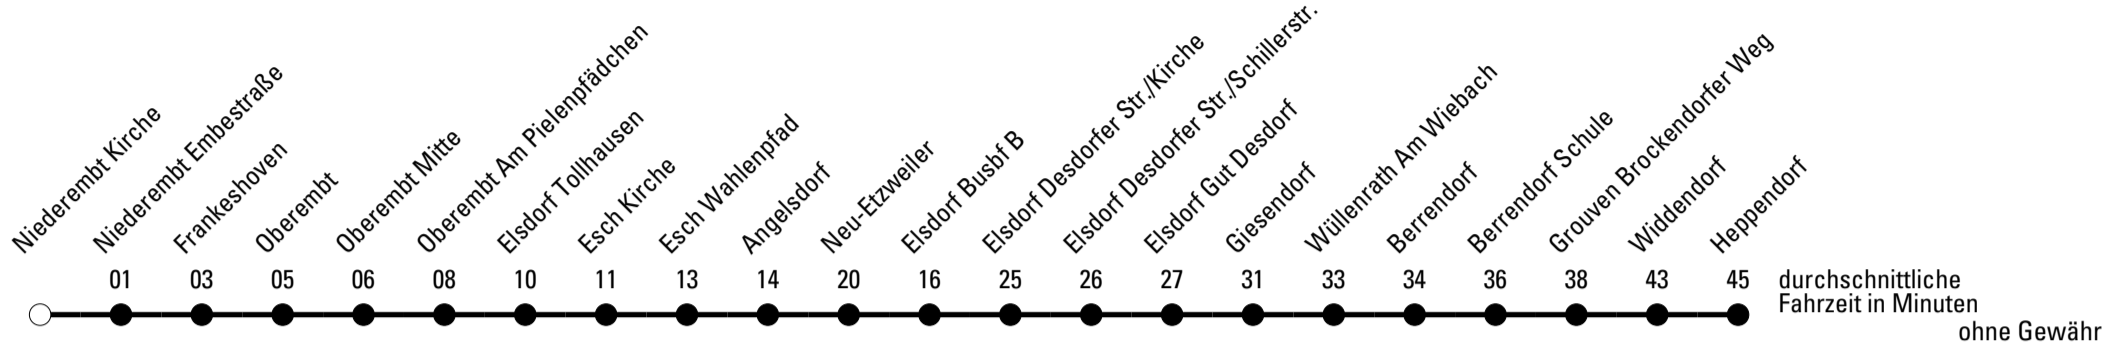 Niederembt Kirche
Niederembt Embestraße
Frankeshoven
Oberembt
Oberembt Mitte
Oberembt Am Pielenpfädchen
Elsdorf Tollhausen
Esch Kirche
Esch Wahlenpfad
Angelsdorf
Neu-Etzweiler
Elsdorf Busbf B
Elsdorf Desdorfer Str./Kirche
Elsdorf Desdorfer Str./Schillerstr.
Elsdorf Gut Desdorf
Giesendorf
Wüllenrath Am Wiebach
Berrendorf
Berrendorf Schule
Grouven Brockendorfer Weg
Widdendorf
Heppendorf
01 03 05 06 08 10 11 13 14 20 16 25 26 27 31 33 34 36 38 43 45
durchschnittliche
Fahrzeit in Minuten
ohne Gewähr